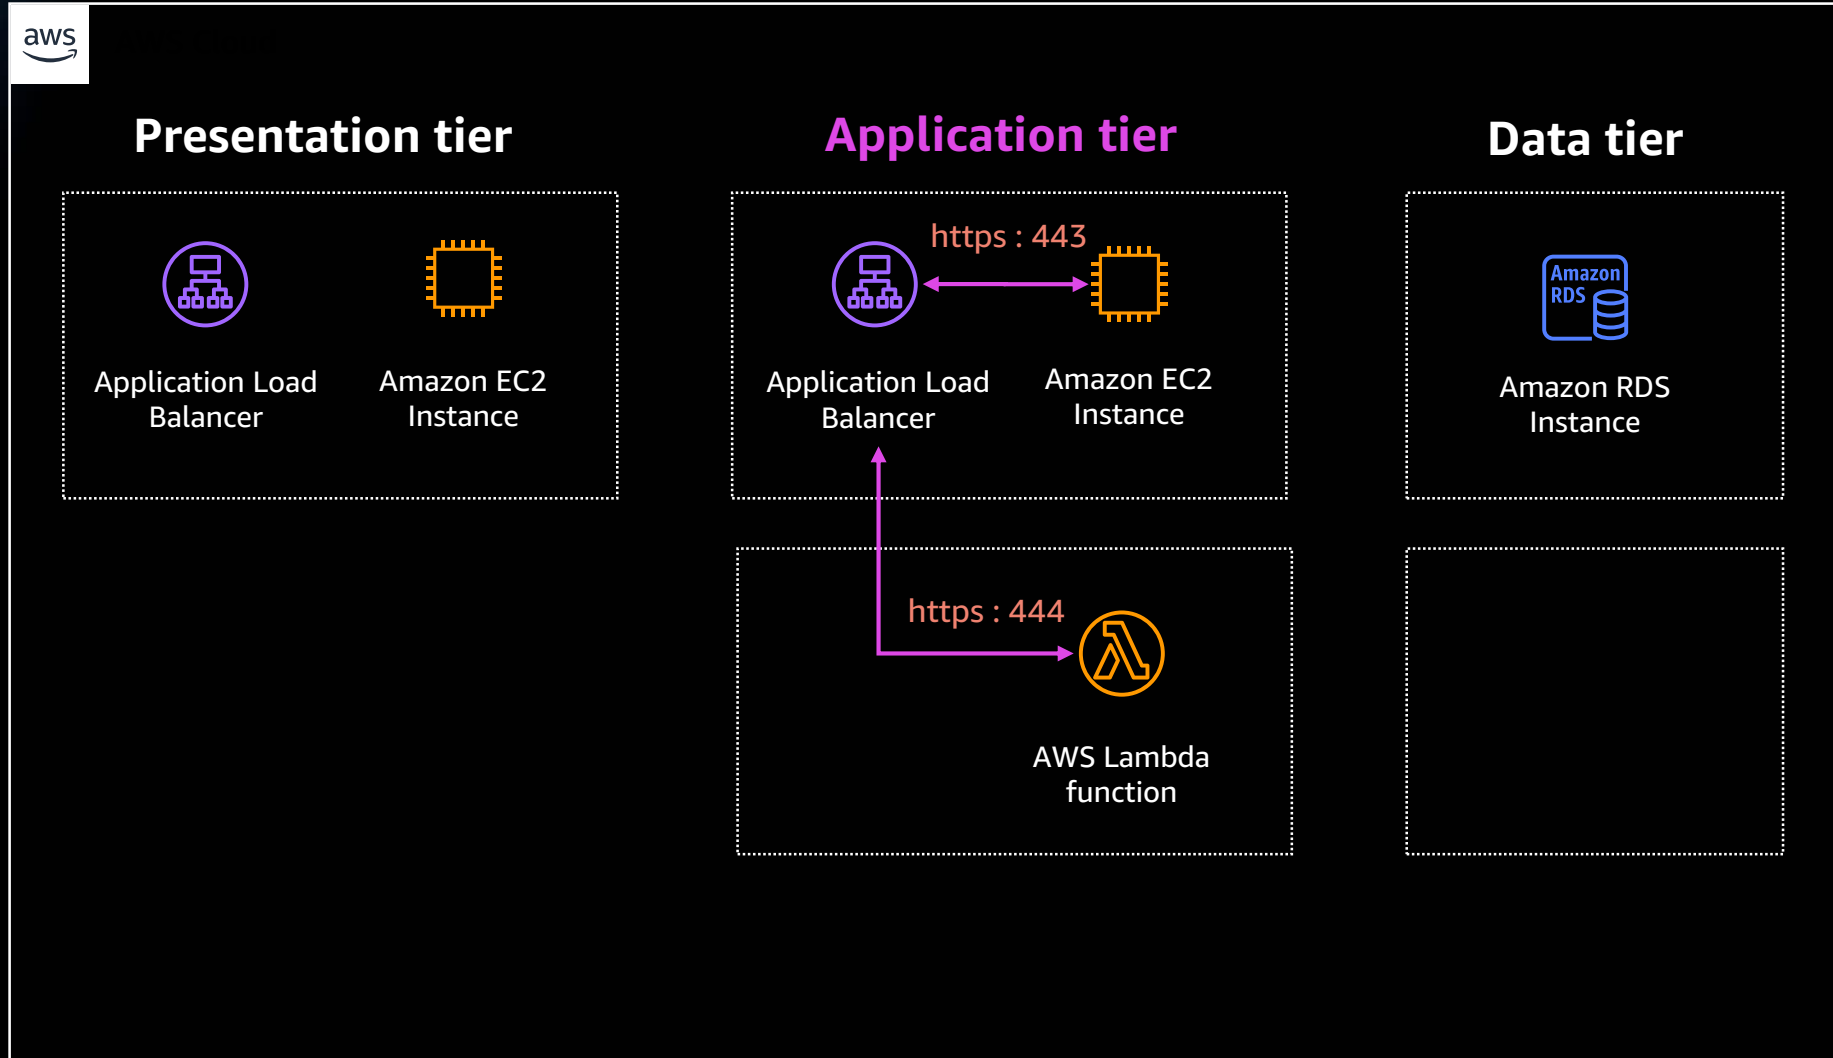 aws
Presentation tier
Application tier
Data tier
Application Load
Balancer
Amazon EC2
Instance
https : 443
Application Load
Balancer
Amazon EC2
Instance
Amazon
RDS
Amazon RDS
Instance
https : 444
AWS Lambda
function